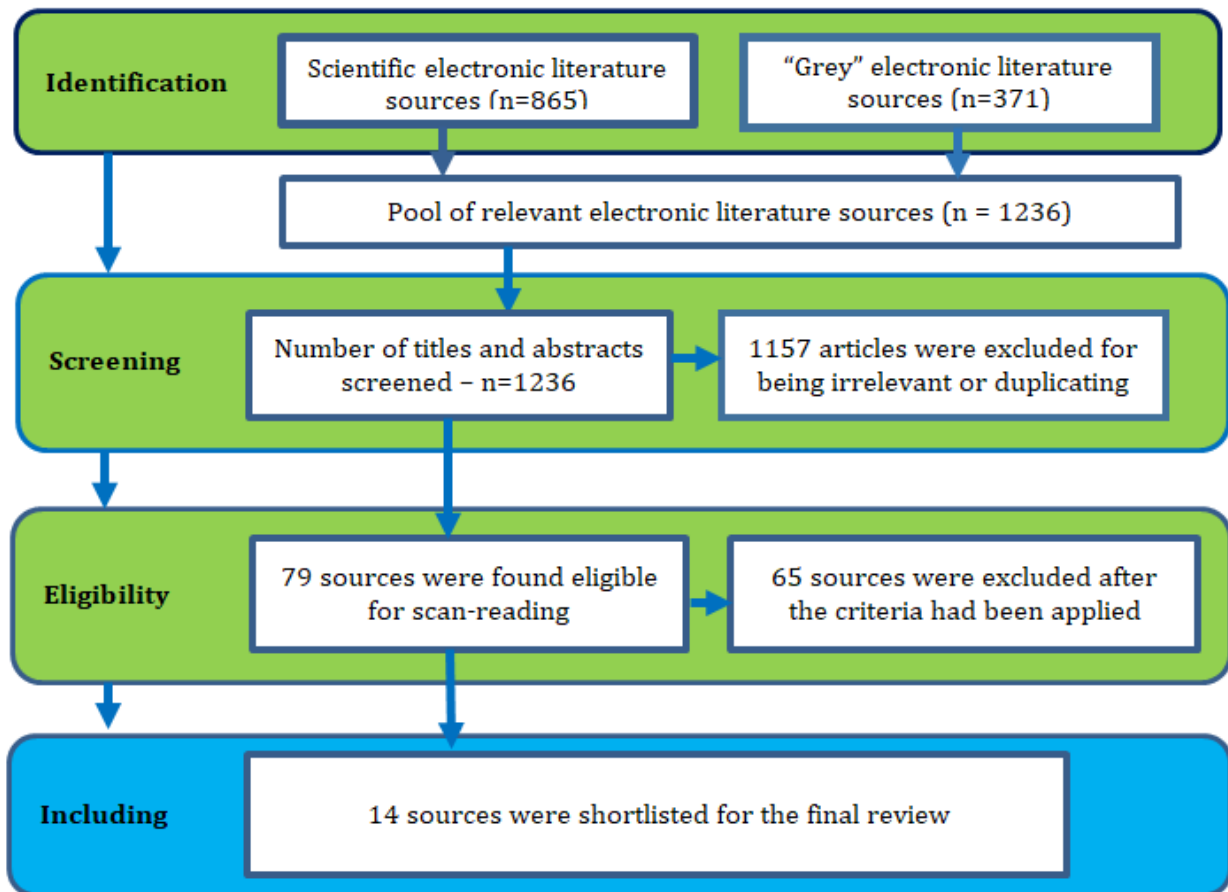 Identification
Scientific electronic literature
sources (n=865)
“Grey” electronic literature
sources (n=371)
Pool of relevant electronic literature sources (n = 1236)
Screening
Number of titles and abstracts
screened – n=1236
1157 articles were excluded for
being irrelevant or duplicating
Eligibility
79 sources were found eligible
for scan-reading
65 sources were excluded after
the criteria had been applied
Including
14 sources were shortlisted for the final review